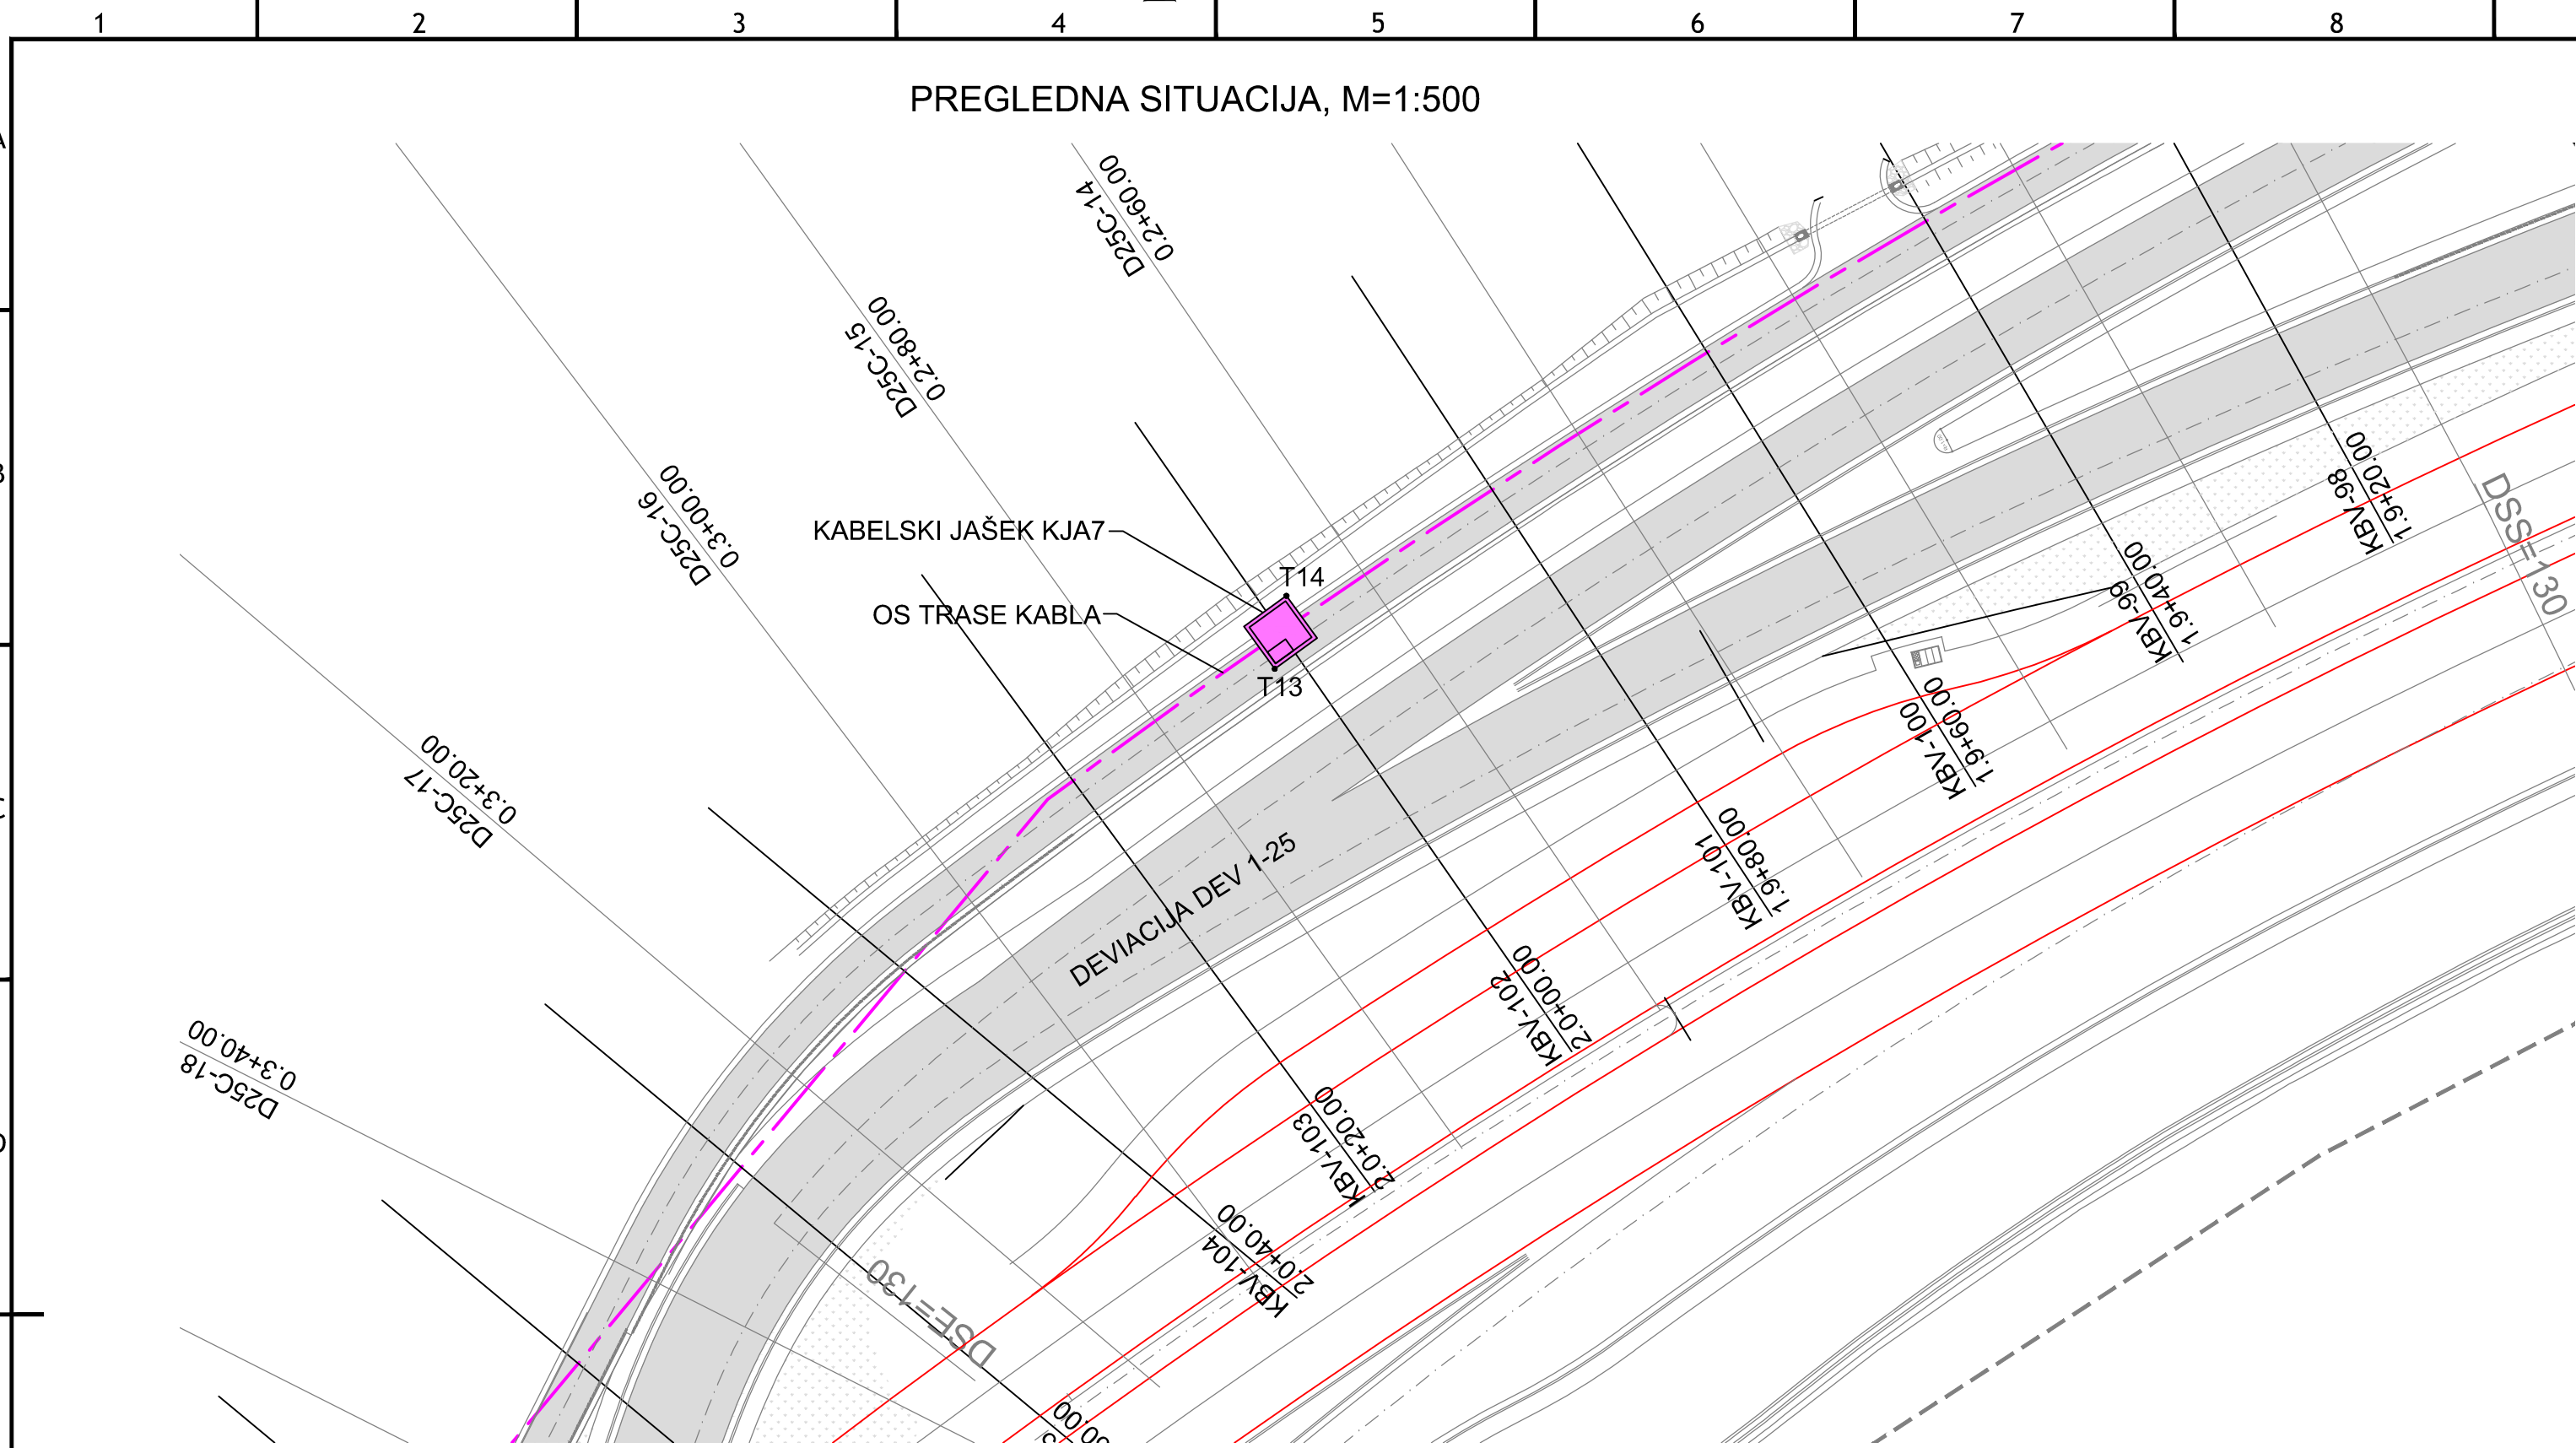 1 2 3 4 5 6 7 8
PREGLEDNA SITUACIJA, M=1:500
D25C-14
0.2+60.00
D25C-15
0.2+80.00
D25C-16
0.3+00.00
D25C-17
0.3+20.00
D25C-18
0.3+40.00
KABELSKI JAŠEK KJA7
OS TRASE KABLA
T14
T13
DEVIACIJA DEV 1-25
KBV-98
1.9+20.00
KBV-99
1.9+40.00
KBV-100
1.9+60.00
KBV-101
1.9+80.00
KBV-102
2.0+00.00
KBV-103
2.0+20.00
KBV-104
2.0+40.00
DSS=130
DSE=130